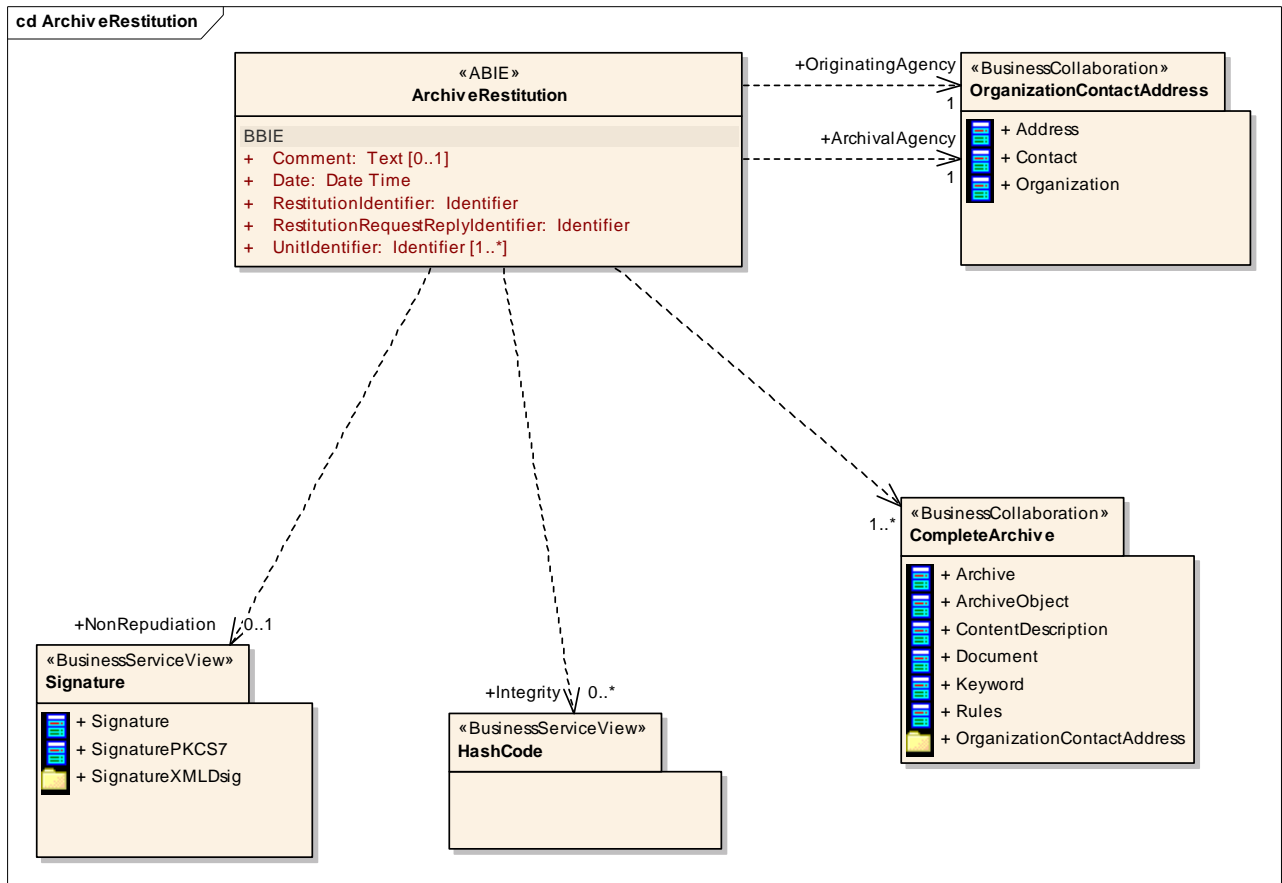 cd ArchiveRestitution
«ABIE»
ArchiveRestitution
BBIE
+ Comment: Text [0..1]
+ Date: Date Time
+ RestitutionIdentifier: Identifier
+ RestitutionRequestReplyIdentifier: Identifier
+ UnitIdentifier: Identifier [1..*]
+OriginatingAgency
1
+ArchivalAgency
1
«BusinessCollaboration»
OrganizationContactAddress
+ Address
+ Contact
+ Organization
1..*
«BusinessCollaboration»
CompleteArchive
+ Archive
+ ArchiveObject
+ ContentDescription
+ Document
+ Keyword
+ Rules
+ OrganizationContactAddress
+NonRepudiation
0..1
«BusinessServiceView»
Signature
+ Signature
+ SignaturePKCS7
+ SignatureXMLDsig
+Integrity
0..*
«BusinessServiceView»
HashCode